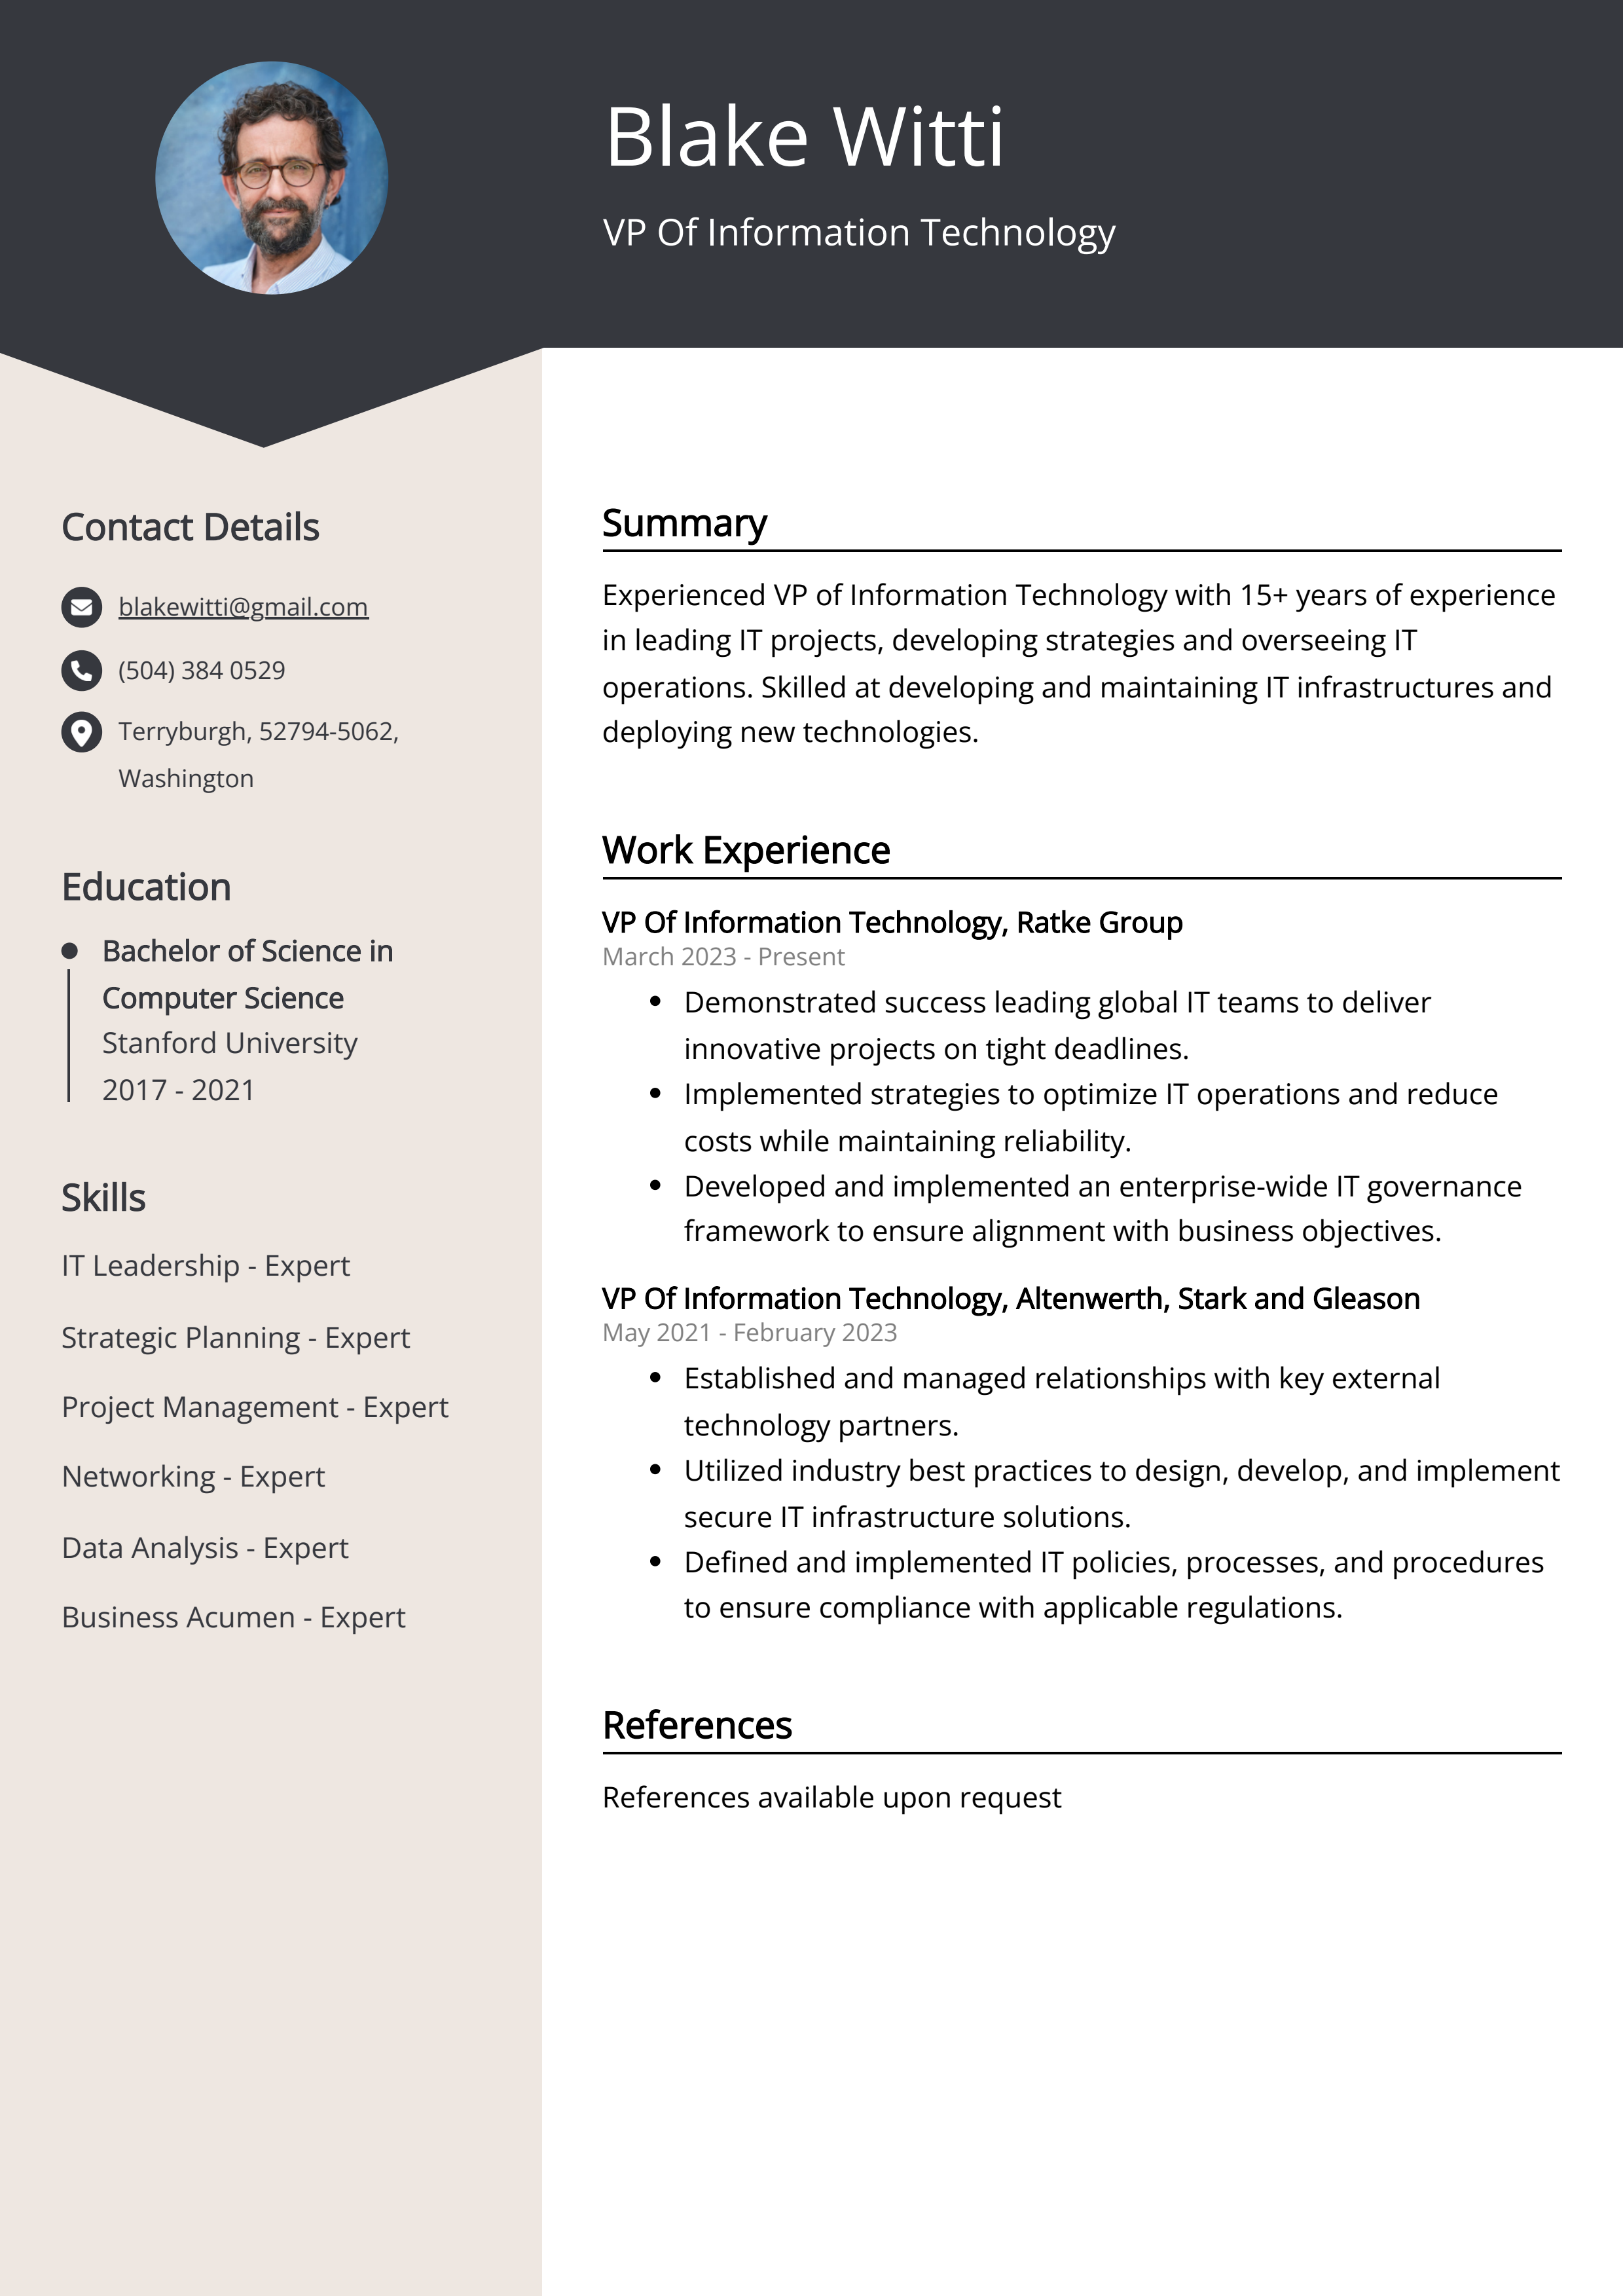 Blake Witti
VP Of Information Technology
Contact Details
blakewitti@gmail.com
(504) 384 0529
Terryburgh, 52794-5062,
Washington
Education
Bachelor of Science in
Computer Science
Stanford University
2017 - 2021
Skills
IT Leadership - Expert
Strategic Planning - Expert
Project Management - Expert
Networking - Expert
Data Analysis - Expert
Business Acumen - Expert
Summary
Experienced VP of Information Technology with 15+ years of experience
in leading IT projects, developing strategies and overseeing IT
operations. Skilled at developing and maintaining IT infrastructures and
deploying new technologies.
Work Experience
VP Of Information Technology, Ratke Group
March 2023 - Present
• Demonstrated success leading global IT teams to deliver
innovative projects on tight deadlines.
• Implemented strategies to optimize IT operations and reduce
costs while maintaining reliability.
• Developed and implemented an enterprise-wide IT governance
framework to ensure alignment with business objectives.
VP Of Information Technology, Altenwerth, Stark and Gleason
May 2021 - February 2023
• Established and managed relationships with key external
technology partners.
• Utilized industry best practices to design, develop, and implement
secure IT infrastructure solutions.
• Defined and implemented IT policies, processes, and procedures
to ensure compliance with applicable regulations.
References
References available upon request